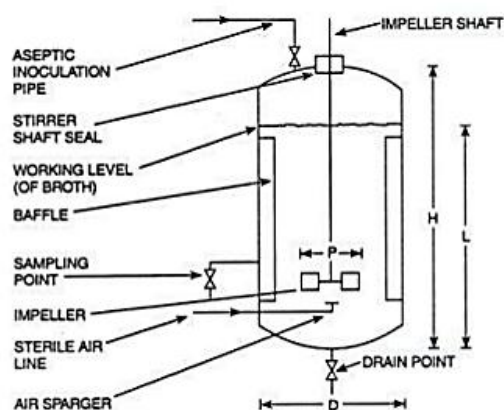 IMPELLER SHAFT
ASEPTIC
INOCULATION
PIPE
STIRRER
SHAFT SEAL
WORKING LEVEL
(OF BROTH)
BAFFLE
H
L
P
SAMPLING
POINT
IMPELLER
STERILE AIR
LINE
DRAIN POINT
AIR SPARGER
D